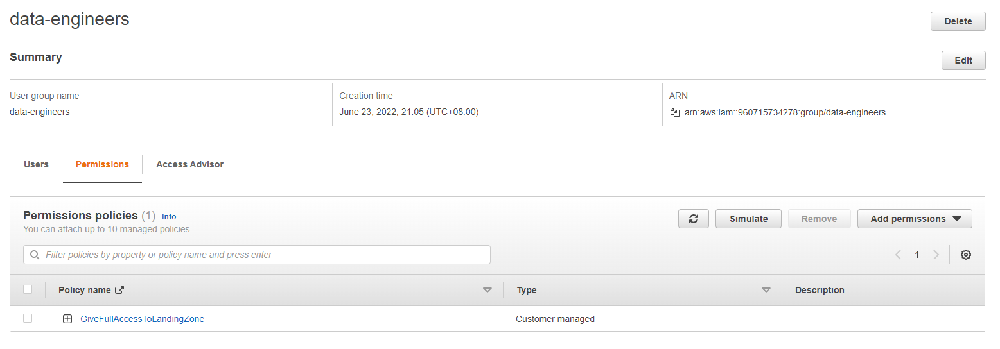 data-engineers
Delete
Summary
Edit
User group name
Creation time
ARN
data-engineers
June 23, 2022, 21:05 (UTC+08:00)
arn:aws:iam::960715734278:group/data-engineers
Users
Permissions
Access Advisor
Permissions policies (1) Info
You can attach up to 10 managed policies.
Simulate
Remove
Add permissions
Filter policies by property or policy name and press enter
1
Policy name
Type
Description
GiveFullAccessToLandingZone
Customer managed